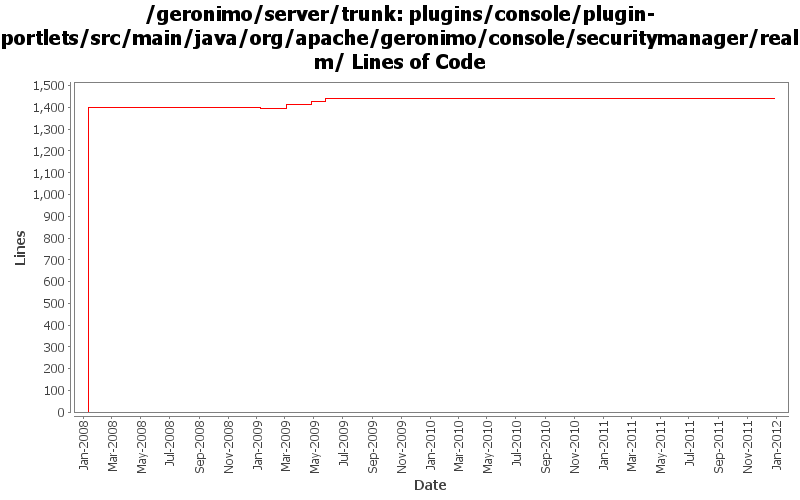 /geronimo/server/trunk: plugins/console/plugin-
portlets/src/main/java/org/apache/geronimo/console/securitymanager/real
m/ Lines of Code
1,500
1,400
1,300
1,200
1,100
1,000
900
800
700
600
500
400
300
200
100
0
Lines
Jan-2008
Mar-2008
May-2008
Jul-2008
Sep-2008
Nov-2008
Jan-2009
Mar-2009
May-2009
Jul-2009
Sep-2009
Nov-2009
Jan-2010
Mar-2010
May-2010
Jul-2010
Sep-2010
Nov-2010
Jan-2011
Mar-2011
May-2011
Jul-2011
Sep-2011
Nov-2011
Jan-2012
Date